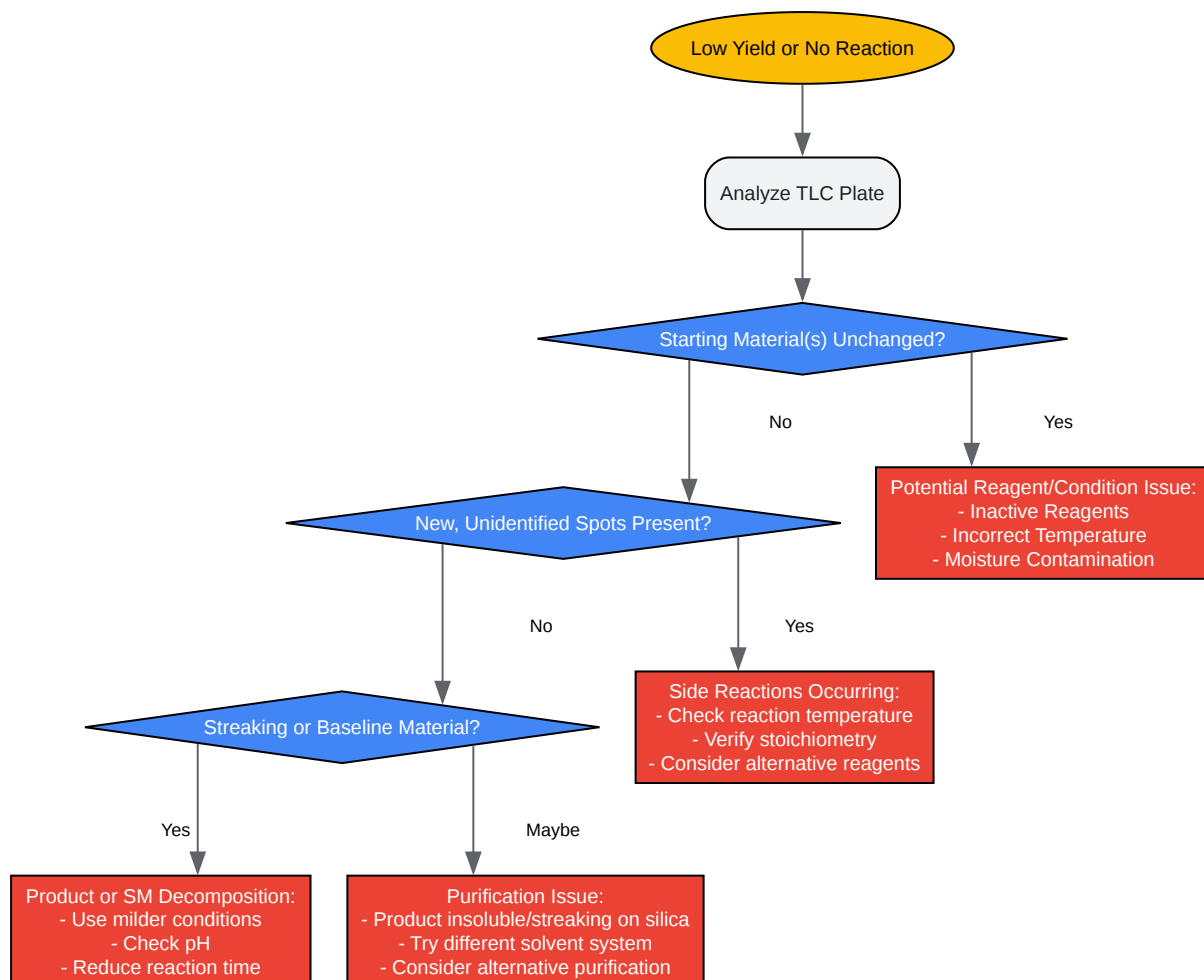 Low Yield or No Reaction
Analyze TLC Plate
Starting Material(s) Unchanged?
No
Yes
Potential Reagent/Condition Issue:
- Inactive Reagents
- Incorrect Temperature
- Moisture Contamination
New, Unidentified Spots Present?
No
Yes
Side Reactions Occurring:
- Check reaction temperature
- Verify stoichiometry
- Consider alternative reagents
Streaking or Baseline Material?
Yes
Maybe
Product or SM Decomposition:
- Use milder conditions
- Check pH
- Reduce reaction time
Purification Issue:
- Product insoluble/streaking on silica
- Try different solvent system
- Consider alternative purification